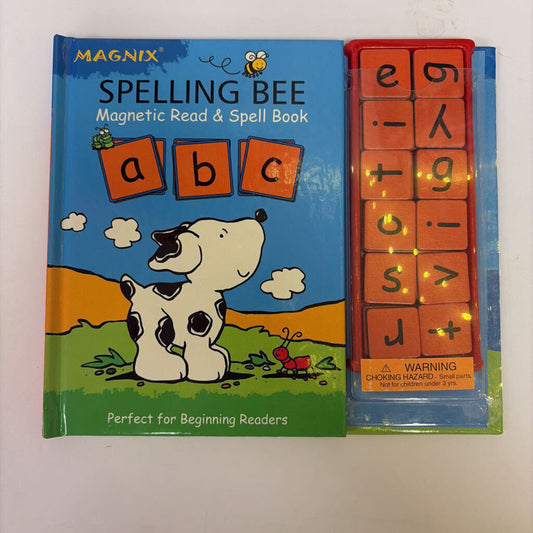 MAGNIX®
SPELLING BEE
Magnetic Read & Spell Book
a b c
Perfect for Beginning Readers
e g
i y
t g
o i
s v
r t
WARNING
CHOKING HAZARD - Small parts.
Not for children under 3 yrs.